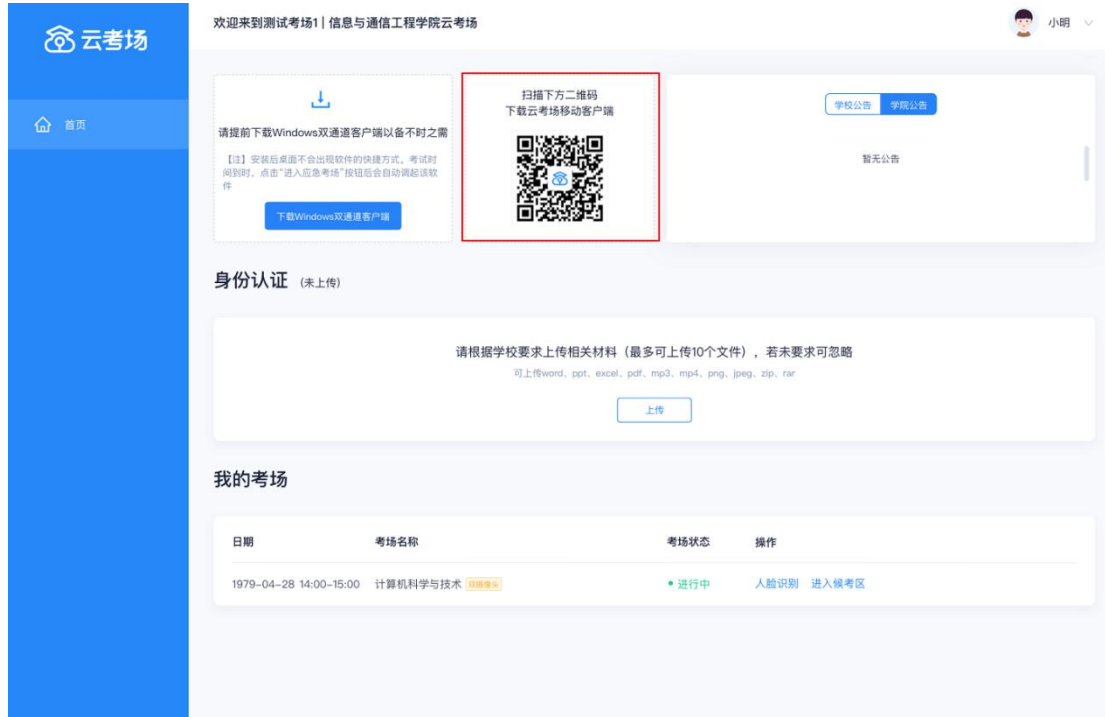 云考场
欢迎来到测试考场1 | 信息与通信工程学院云考场
小明
首页
请提前下载Windows双通道客户端以备不时之需
【注】安装后桌面不会出现软件的快捷方式，考试时
间到时，点击“进入应急考场”按钮后会自动调起该软
件
下载Windows双通道客户端
扫描下方二维码
下载云考场移动客户端
学校公告 学院公告
暂无公告
身份认证 (未上传)
请根据学校要求上传相关材料（最多可上传10个文件），若未要求可忽略
可上传word、ppt、excel、pdf、mp3、mp4、png、jpeg、zip、rar
上传
我的考场
日期 考场名称 考场状态 操作
1979-04-28 14:00-15:00 计算机科学与技术 双摄像头 进行中 人脸识别 进入候考区